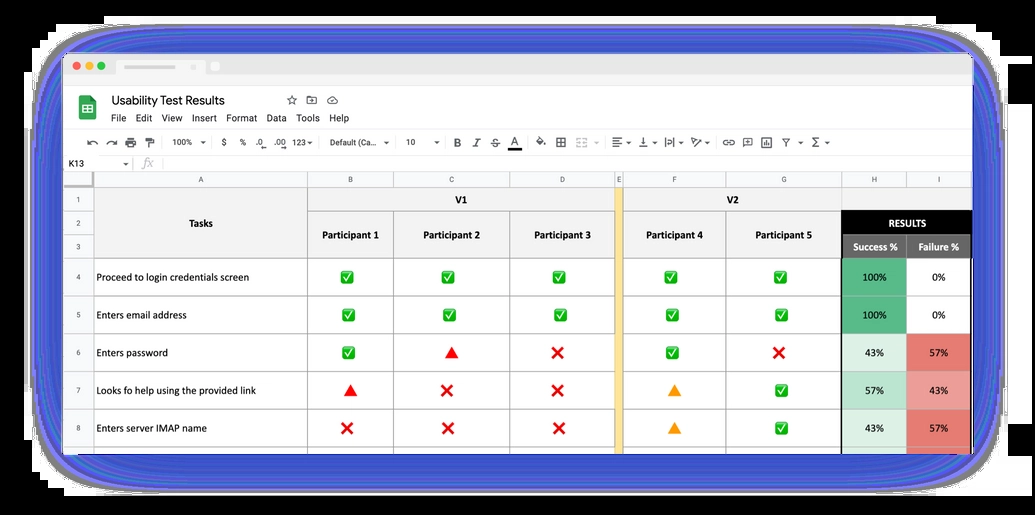 Usability Test Results
File Edit View Insert Format Data Tools Help
100% $ % .0 .00 123 Default (Ca... 10 B I S A
K13 fx
A B C D E F G H I
1 V1 V2
2 Tasks Participant 1 Participant 2 Participant 3 Participant 4 Participant 5 RESULTS
3 Success % Failure %
4 Proceed to login credentials screen ✅ ✅ ✅ ✅ ✅ 100% 0%
5 Enters email address ✅ ✅ ✅ ✅ ✅ 100% 0%
6 Enters password ✅ 🔺 ❌ ✅ ❌ 43% 57%
7 Looks fo help using the provided link 🔺 ❌ ❌ ✅ 57% 43%
8 Enters server IMAP name ❌ ❌ ❌ ✅ 43% 57%